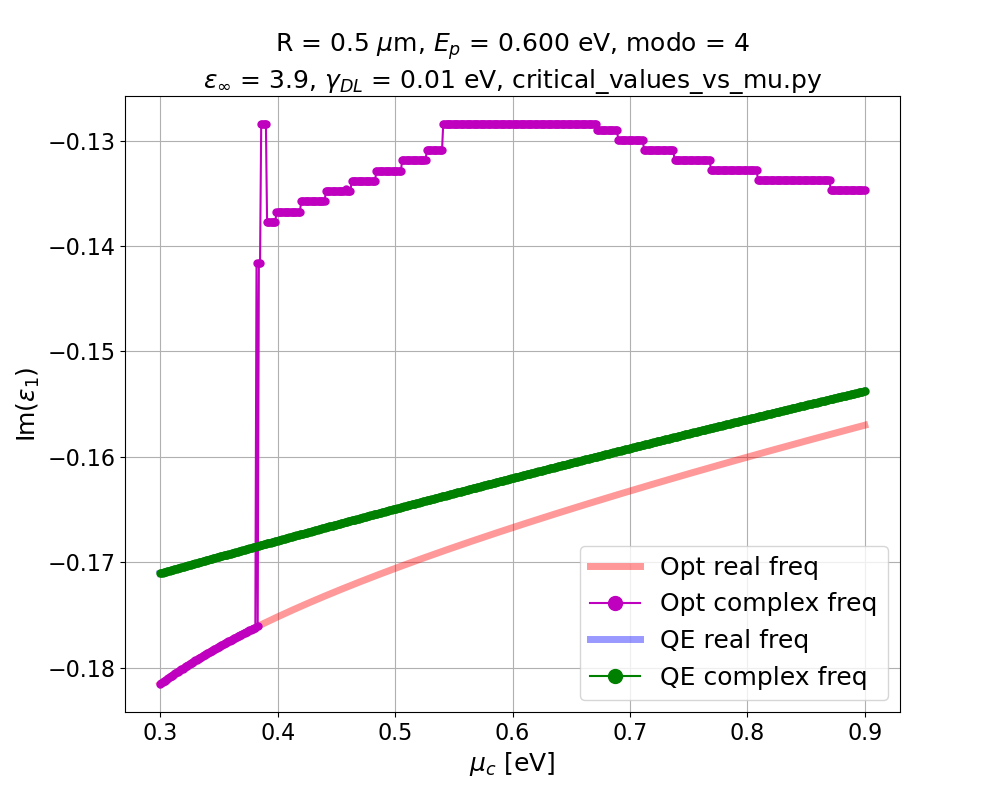 R = 0.5 μm, E_p = 0.600 eV, modo = 4
ε_∞ = 3.9, γ_DL = 0.01 eV, critical_values_vs_mu.py
−0.13
−0.14
−0.15
−0.16
−0.17
−0.18
Im(ε_1)
Opt real freq
Opt complex freq
QE real freq
QE complex freq
0.3 0.4 0.5 0.6 0.7 0.8 0.9
μ_c [eV]